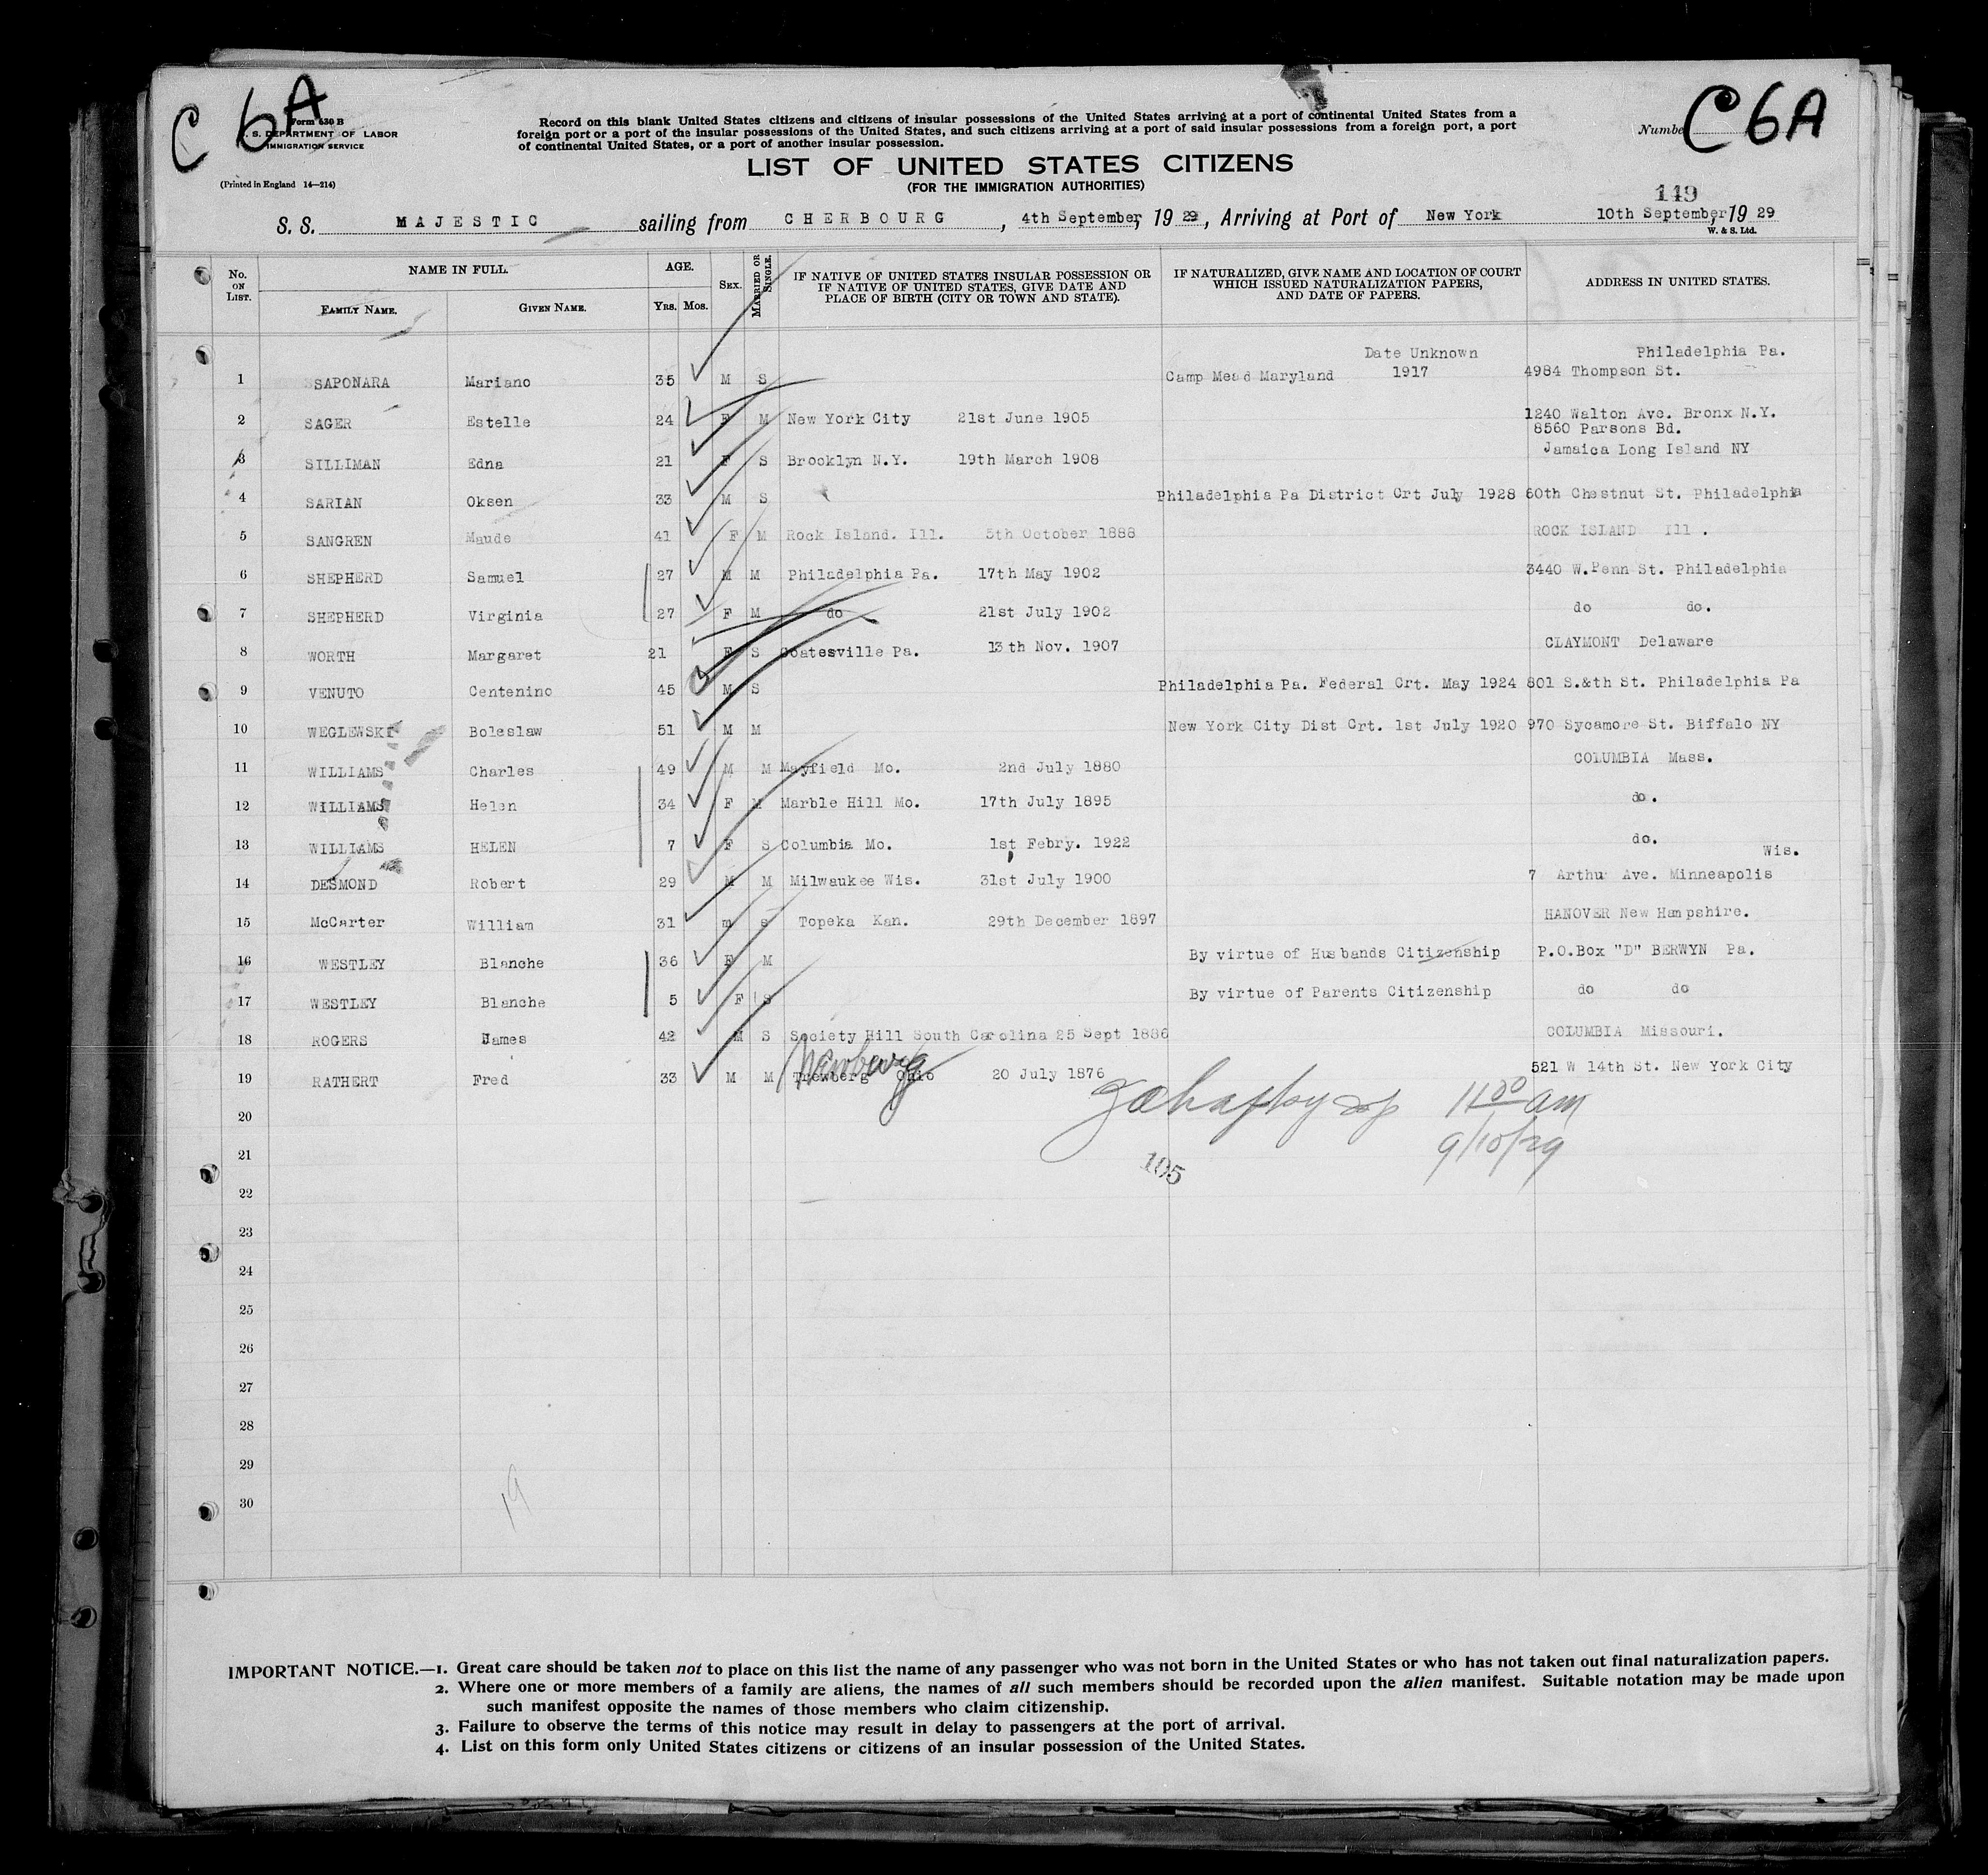 C 6A
Form 630 B
U. S. DEPARTMENT OF LABOR
IMMIGRATION SERVICE
(Printed in England 14—214)
Record on this blank United States citizens and citizens of insular possessions of the United States arriving at a port of continental United States from a
foreign port or a port of the insular possessions of the United States, and such citizens arriving at a port of said insular possessions from a foreign port, a port
of continental United States, or a port of another insular possession.
Number C 6A
LIST OF UNITED STATES CITIZENS
(FOR THE IMMIGRATION AUTHORITIES)
149
S. S. MAJESTIC sailing from CHERBOURG, 4th September, 1929, Arriving at Port of New York 10th September, 1929
W. & S. Ltd.
No. ON LIST. NAME IN FULL. FAMILY NAME. GIVEN NAME. AGE. YRS. MOS. SEX. MARRIED OR SINGLE. IF NATIVE OF UNITED STATES INSULAR POSSESSION OR IF NATIVE OF UNITED STATES, GIVE DATE AND PLACE OF BIRTH (CITY OR TOWN AND STATE). IF NATURALIZED, GIVE NAME AND LOCATION OF COURT WHICH ISSUED NATURALIZATION PAPERS, AND DATE OF PAPERS. ADDRESS IN UNITED STATES.
Date Unknown Philadelphia Pa.
1 SAPONARA Mariano 35 M S Camp Mead Maryland 1917 4984 Thompson St.
2 SAGER Estelle 24 F M New York City 21st June 1905 1240 Walton Ave. Bronx N.Y.
8560 Parsons Bd.
3 SILLIMAN Edna 21 F S Brooklyn N.Y. 19th March 1908 Jamaica Long Island NY
4 SARIAN Oksen 33 M S Philadelphia Pa District Crt July 1928 60th Chestnut St. Philadelphia
5 SANGREN Maude 41 F M Rock Island. Ill. 5th October 1888 ROCK ISLAND Ill .
6 SHEPHERD Samuel 27 M M Philadelphia Pa. 17th May 1902 3440 W.Penn St. Philadelphia
7 SHEPHERD Virginia 27 F M do 21st July 1902 do do.
8 WORTH Margaret 21 F S Coatesville Pa. 13th Nov. 1907 CLAYMONT Delaware
9 VENUTO Centenino 45 M S Philadelphia Pa. Federal Crt. May 1924 801 S.&th St. Philadelphia Pa
10 WEGLEWSKI Boleslaw 51 M M New York City Dist Crt. 1st July 1920 970 Sycamore St. Biffalo NY
11 WILLIAMS Charles 49 M M Mayfield Mo. 2nd July 1880 COLUMBIA Mass.
12 WILLIAMS Helen 34 F M Marble Hill Mo. 17th July 1895 do.
13 WILLIAMS HELEN 7 F S Columbia Mo. 1st Febry. 1922 do.
Wis.
14 DESMOND Robert 29 M M Milwaukee Wis. 31st July 1900 7 Arthur Ave. Minneapolis
15 McCarter William 31 m s Topeka Kan. 29th December 1897 HANOVER New Hampshire.
16 WESTLEY Blanche 36 F M By virtue of Husbands Citizenship P.O.Box "D" BERWYN Pa.
17 WESTLEY Blanche 5 F S By virtue of Parents Citizenship do do
18 ROGERS James 42 M S Society Hill South Carolina 25 Sept 1886 COLUMBIA Missouri.
Newberg
19 RATHERT Fred 33 M M Trewberg Ohio 20 July 1876 521 W 14th St. New York City
11 00 am
20
9/10/29
21
105
22
23
24
25
26
27
28
29
30
19
IMPORTANT NOTICE.—1. Great care should be taken not to place on this list the name of any passenger who was not born in the United States or who has not taken out final naturalization papers.
2. Where one or more members of a family are aliens, the names of all such members should be recorded upon the alien manifest. Suitable notation may be made upon
such manifest opposite the names of those members who claim citizenship.
3. Failure to observe the terms of this notice may result in delay to passengers at the port of arrival.
4. List on this form only United States citizens or citizens of an insular possession of the United States.